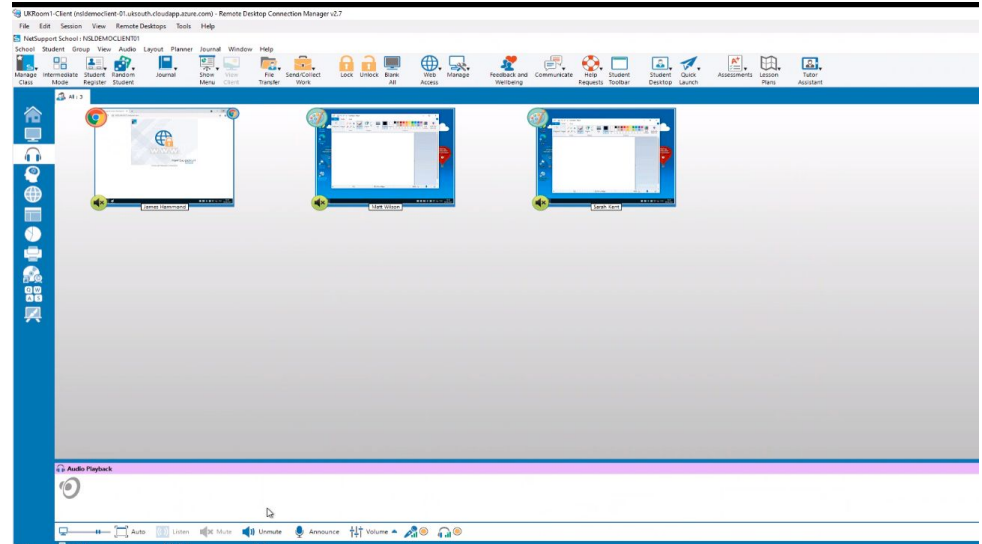 UKRoom1-Client (nsldemoclient-01.uksouth.cloudapp.azure.com) - Remote Desktop Connection Manager v2.7
File Edit Session View Remote Desktops Tools Help
NetSupport School : NSLDEMOCLIENT01
School Student Group View Audio Layout Planner Journal Window Help
Manage Class
Intermediate Mode
Student Register
Random Student
Journal
Show Menu
View Client
File Transfer
Send/Collect Work
Lock
Unlock
Blank All
Web Access
Manage
Feedback and Wellbeing
Communicate
Help Requests
Student Toolbar
Student Desktop
Quick Launch
Assessments
Lesson Plans
Tutor Assistant
All : 3
James Hammond
Matt Wilson
Sarah Kent
Audio Playback
Auto Listen Mute Unmute Announce Volume